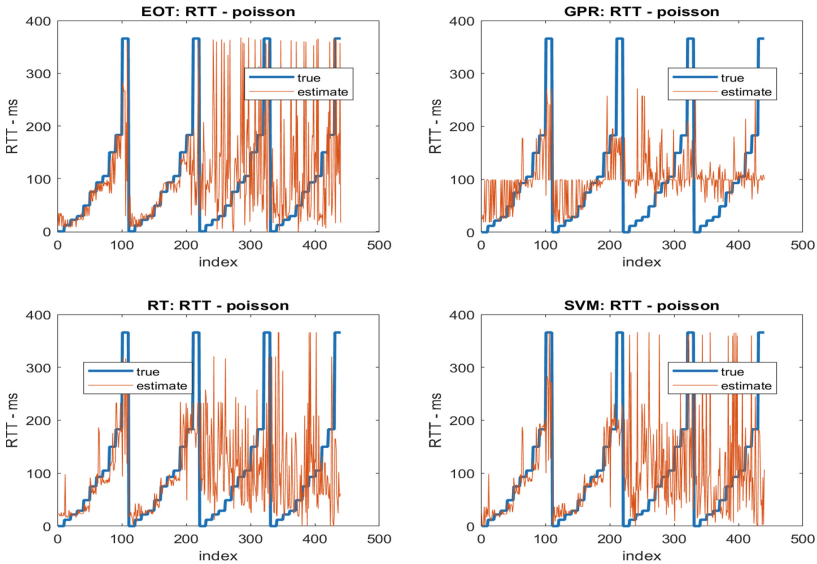 EOT: RTT - poisson
400
300
200
100
0
RTT - ms
true
estimate
0 100 200 300 400 500
index
GPR: RTT - poisson
400
300
200
100
0
RTT - ms
true
estimate
0 100 200 300 400 500
index
RT: RTT - poisson
400
300
200
100
0
RTT - ms
true
estimate
0 100 200 300 400 500
index
SVM: RTT - poisson
400
300
200
100
0
RTT - ms
true
estimate
0 100 200 300 400 500
index